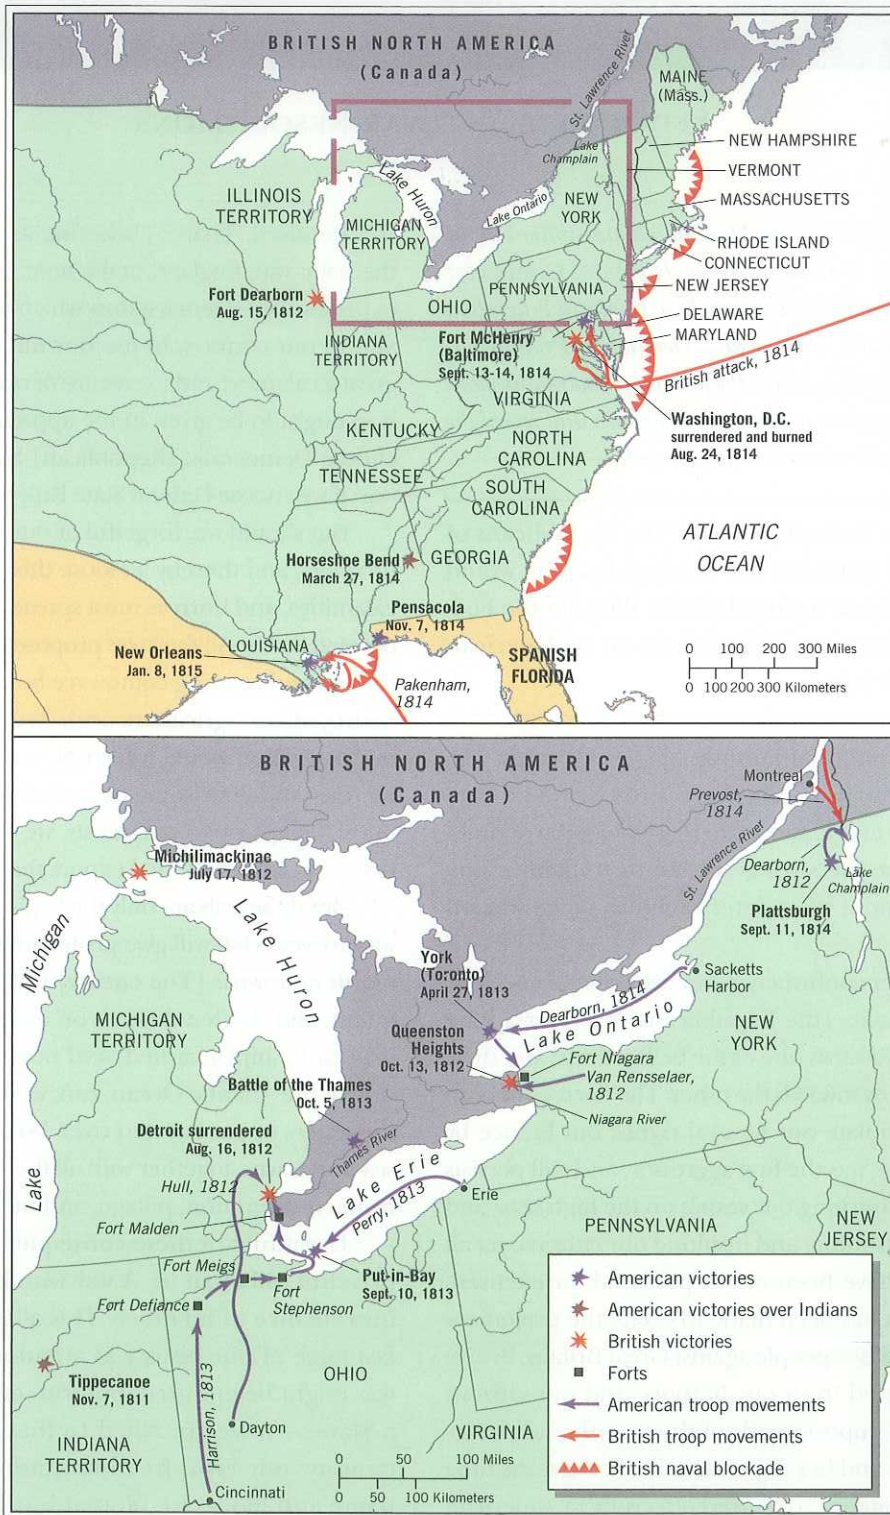 BRITISH NORTH AMERICA
(Canada)
St. Lawrence River
MAINE
(Mass.)
Lake
Champlain
NEW HAMPSHIRE
VERMONT
MASSACHUSETTS
RHODE ISLAND
CONNECTICUT
NEW JERSEY
DELAWARE
MARYLAND
Lake Huron
Lake Ontario
NEW
YORK
ILLINOIS
TERRITORY
MICHIGAN
TERRITORY
Fort Dearborn
Aug. 15, 1812
OHIO
PENNSYLVANIA
INDIANA
TERRITORY
Fort McHenry
(Baltimore)
Sept. 13-14, 1814
British attack, 1814
VIRGINIA
Washington, D.C.
surrendered and burned
Aug. 24, 1814
KENTUCKY
NORTH
CAROLINA
TENNESSEE
SOUTH
CAROLINA
ATLANTIC
OCEAN
Horseshoe Bend
March 27, 1814
GEORGIA
Pensacola
Nov. 7, 1814
New Orleans
Jan. 8, 1815
LOUISIANA
SPANISH
FLORIDA
Pakenham,
1814
0 100 200 300 Miles
0 100 200 300 Kilometers
BRITISH NORTH AMERICA
(Canada)
Montreal
Prevost,
1814
St. Lawrence River
Dearborn,
1812
Lake
Champlain
Plattsburgh
Sept. 11, 1814
Michilimackinac
July 17, 1812
Lake Huron
Lake Michigan
York
(Toronto)
April 27, 1813
Sacketts
Harbor
Dearborn, 1814
Lake Ontario
MICHIGAN
TERRITORY
Queenston
Heights
Oct. 13, 1812
NEW
YORK
Fort Niagara
Van Rensselaer,
1812
Niagara River
Battle of the Thames
Oct. 5, 1813
Thames River
Detroit surrendered
Aug. 16, 1812
Hull, 1812
Lake Erie
Perry, 1813
Erie
Fort Malden
PENNSYLVANIA
NEW
JERSEY
Fort Meigs
Fort
Stephenson
Put-in-Bay
Sept. 10, 1813
Fort Defiance
Tippecanoe
Nov. 7, 1811
OHIO
Harrison, 1813
Dayton
VIRGINIA
INDIANA
TERRITORY
Cincinnati
0 50 100 Miles
0 50 100 Kilometers
American victories
American victories over Indians
British victories
Forts
American troop movements
British troop movements
British naval blockade